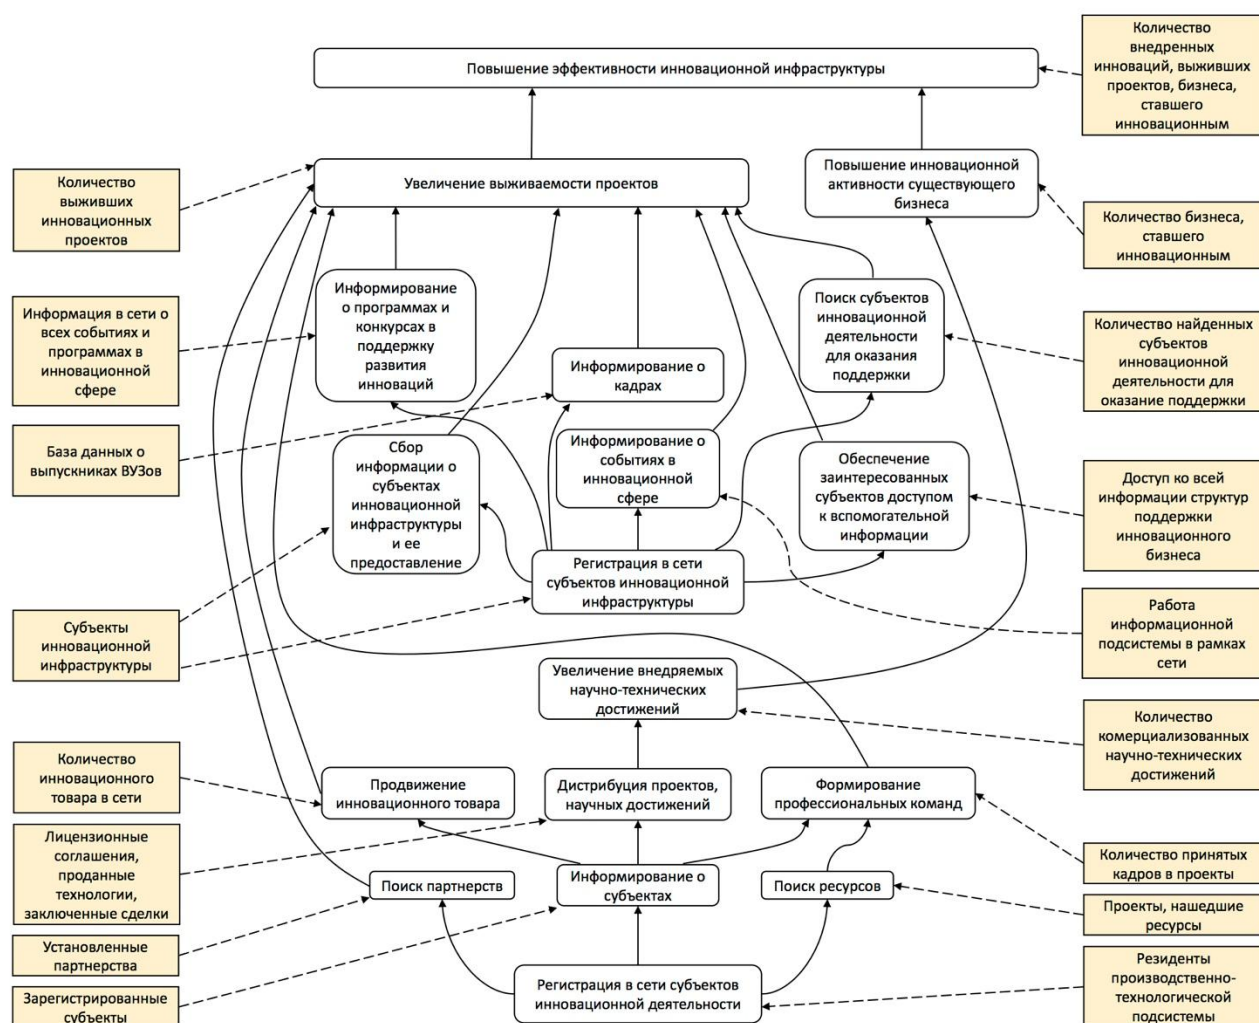 Количество
внедренных
инноваций, выживших
проектов, бизнеса,
ставшего
инновационным
Повышение эффективности инновационной инфраструктуры
Количество
выживших
инновационных
проектов
Увеличение выживаемости проектов
Повышение инновационной
активности существующего
бизнеса
Количество бизнеса,
ставшего
инновационным
Информация в сети о
всех событиях и
программах в
инновационной
сфере
Информирование
о программах и
конкурсах в
поддержку
развития
инноваций
Информирование о
кадрах
Поиск субъектов
инновационной
деятельности
для оказания
поддержки
Количество найденных
субъектов
инновационной
деятельности для
оказание поддержки
База данных о
выпускниках ВУЗов
Сбор
информации о
субъектах
инновационной
инфраструктуры
и ее
предоставление
Информирование о
событиях в
инновационной
сфере
Обеспечение
заинтересованных
субъектов доступом
к вспомогательной
информации
Доступ ко всей
информации структур
поддержки
инновационного
бизнеса
Регистрация в сети
субъектов инновационной
инфраструктуры
Субъекты
инновационной
инфраструктуры
Работа
информационной
подсистемы в рамках
сети
Увеличение внедряемых
научно-технических
достижений
Количество
комерциализованных
научно-технических
достижений
Количество
инновационного
товара в сети
Продвижение
инновационного товара
Дистрибуция проектов,
научных достижений
Формирование
профессиональных команд
Лицензионные
соглашения,
проданные
технологии,
заключенные сделки
Поиск партнерств
Информирование о
субъектах
Поиск ресурсов
Количество принятых
кадров в проекты
Проекты, нашедшие
ресурсы
Установленные
партнерства
Зарегистрированные
субъекты
Регистрация в сети субъектов
инновационной деятельности
Резиденты
производственно-
технологической
подсистемы